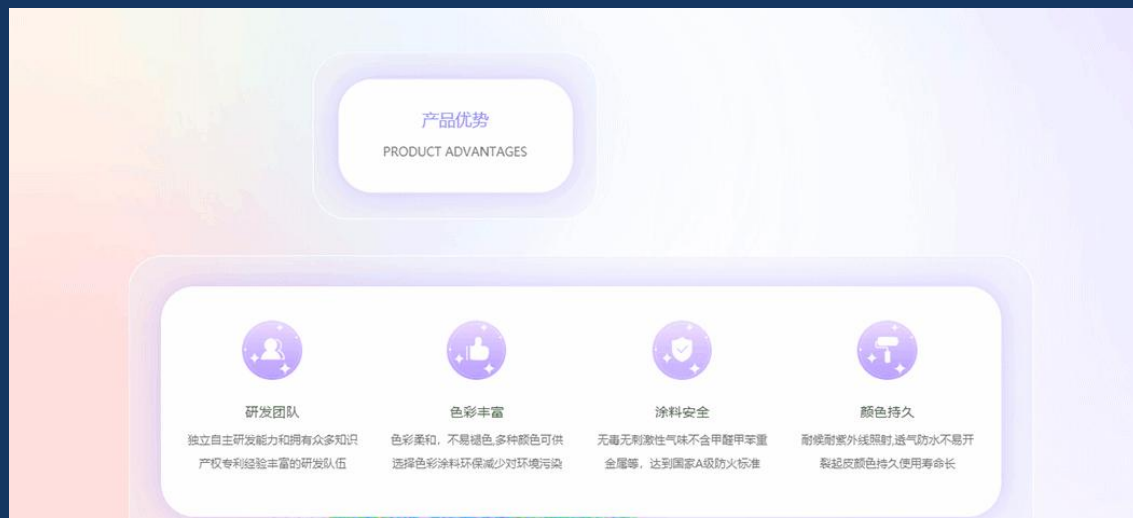 产品优势
PRODUCT ADVANTAGES
研发团队
独立自主研发能力和拥有众多知识
产权专利经验丰富的研发队伍
色彩丰富
色彩柔和，不易褪色,多种颜色可供
选择色彩涂料环保减少对环境污染
涂料安全
无毒无刺激性气味不含甲醛甲苯重
金属等，达到国家A级防火标准
颜色持久
耐候耐紫外线照射,透气防水不易开
裂起皮颜色持久使用寿命长